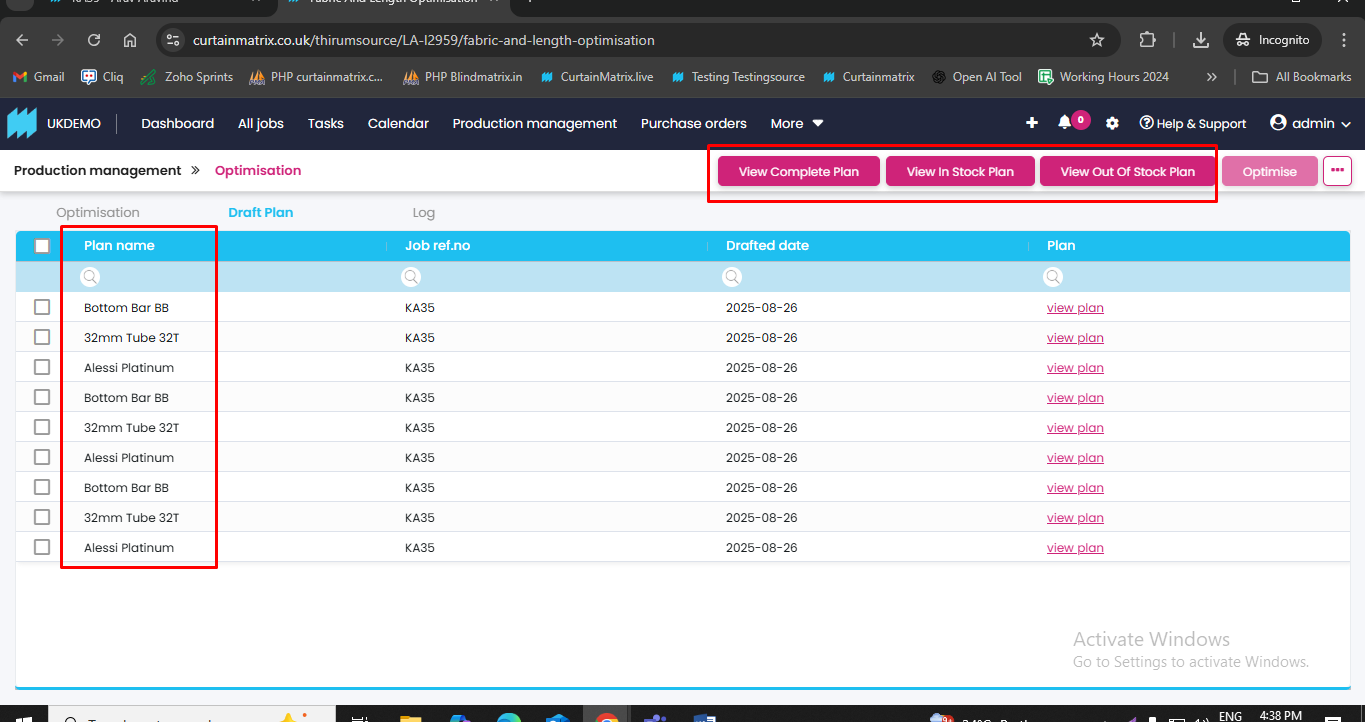 Fabric And Length Optimisation
curtainmatrix.co.uk/thirumsource/LA-I2959/fabric-and-length-optimisation
Incognito
Gmail Cliq Zoho Sprints PHP curtainmatrix.c... PHP Blindmatrix.in CurtainMatrix.live Testing Testingsource Curtainmatrix Open AI Tool Working Hours 2024 » All Bookmarks
UKDEMO Dashboard All jobs Tasks Calendar Production management Purchase orders More 0 Help & Support admin
Production management » Optimisation View Complete Plan View In Stock Plan View Out Of Stock Plan Optimise
Optimisation Draft Plan Log
Plan name Job ref.no Drafted date Plan
Bottom Bar BB KA35 2025-08-26 view plan
32mm Tube 32T KA35 2025-08-26 view plan
Alessi Platinum KA35 2025-08-26 view plan
Bottom Bar BB KA35 2025-08-26 view plan
32mm Tube 32T KA35 2025-08-26 view plan
Alessi Platinum KA35 2025-08-26 view plan
Bottom Bar BB KA35 2025-08-26 view plan
32mm Tube 32T KA35 2025-08-26 view plan
Alessi Platinum KA35 2025-08-26 view plan
Activate Windows
Go to Settings to activate Windows.
ENG 4:38 PM